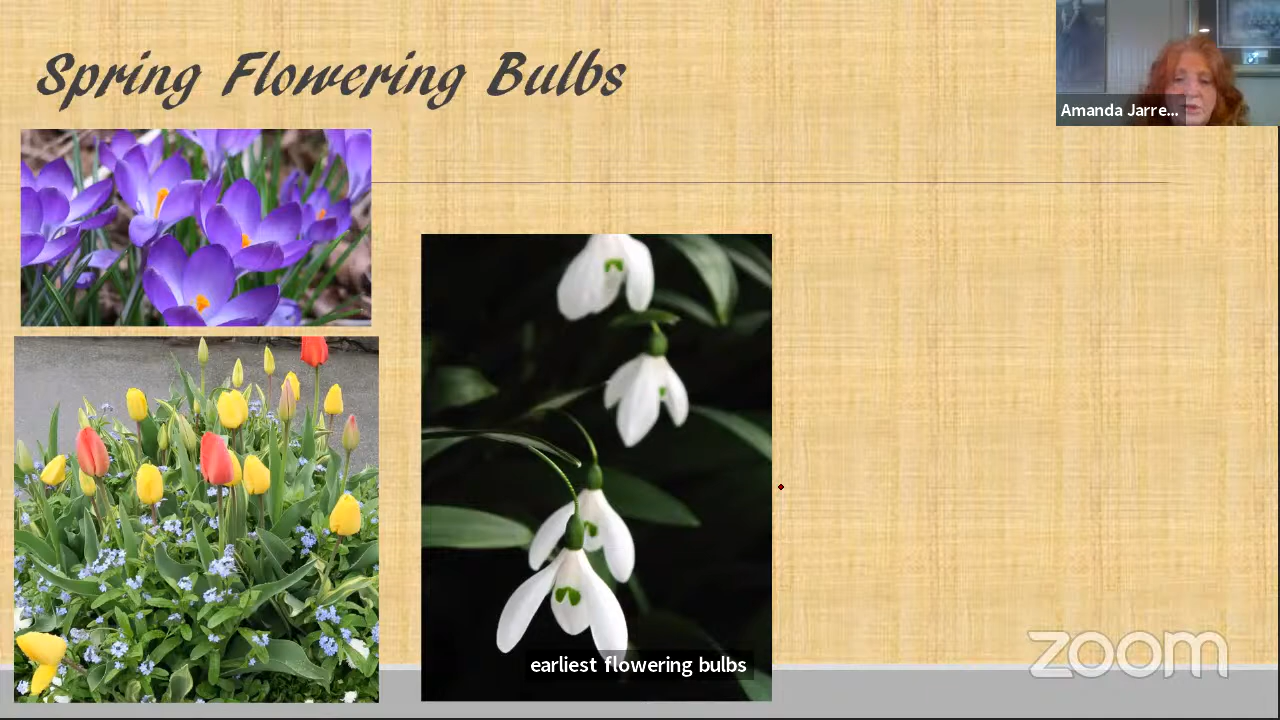 Spring Flowering Bulbs
Amanda Jarre...
earliest flowering bulbs
zoom